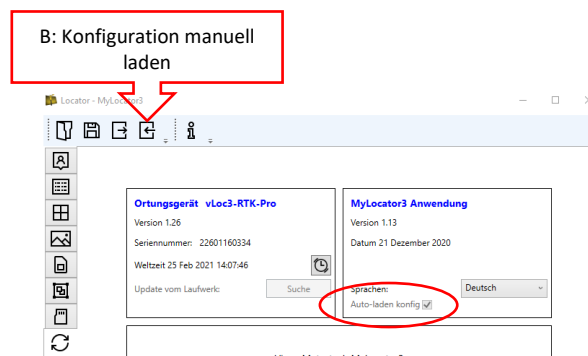 B: Konfiguration manuell
laden
Locator - MyLocator3
Ortungsgerät vLoc3-RTK-Pro
Version 1.26
Seriennummer: 22601160334
Weltzeit 25 Feb 2021 14:07:46
Update vom Laufwerk:
Suche
MyLocator3 Anwendung
Version 1.13
Datum 21 Dezember 2020
Sprachen:
Deutsch
Auto-laden konfig